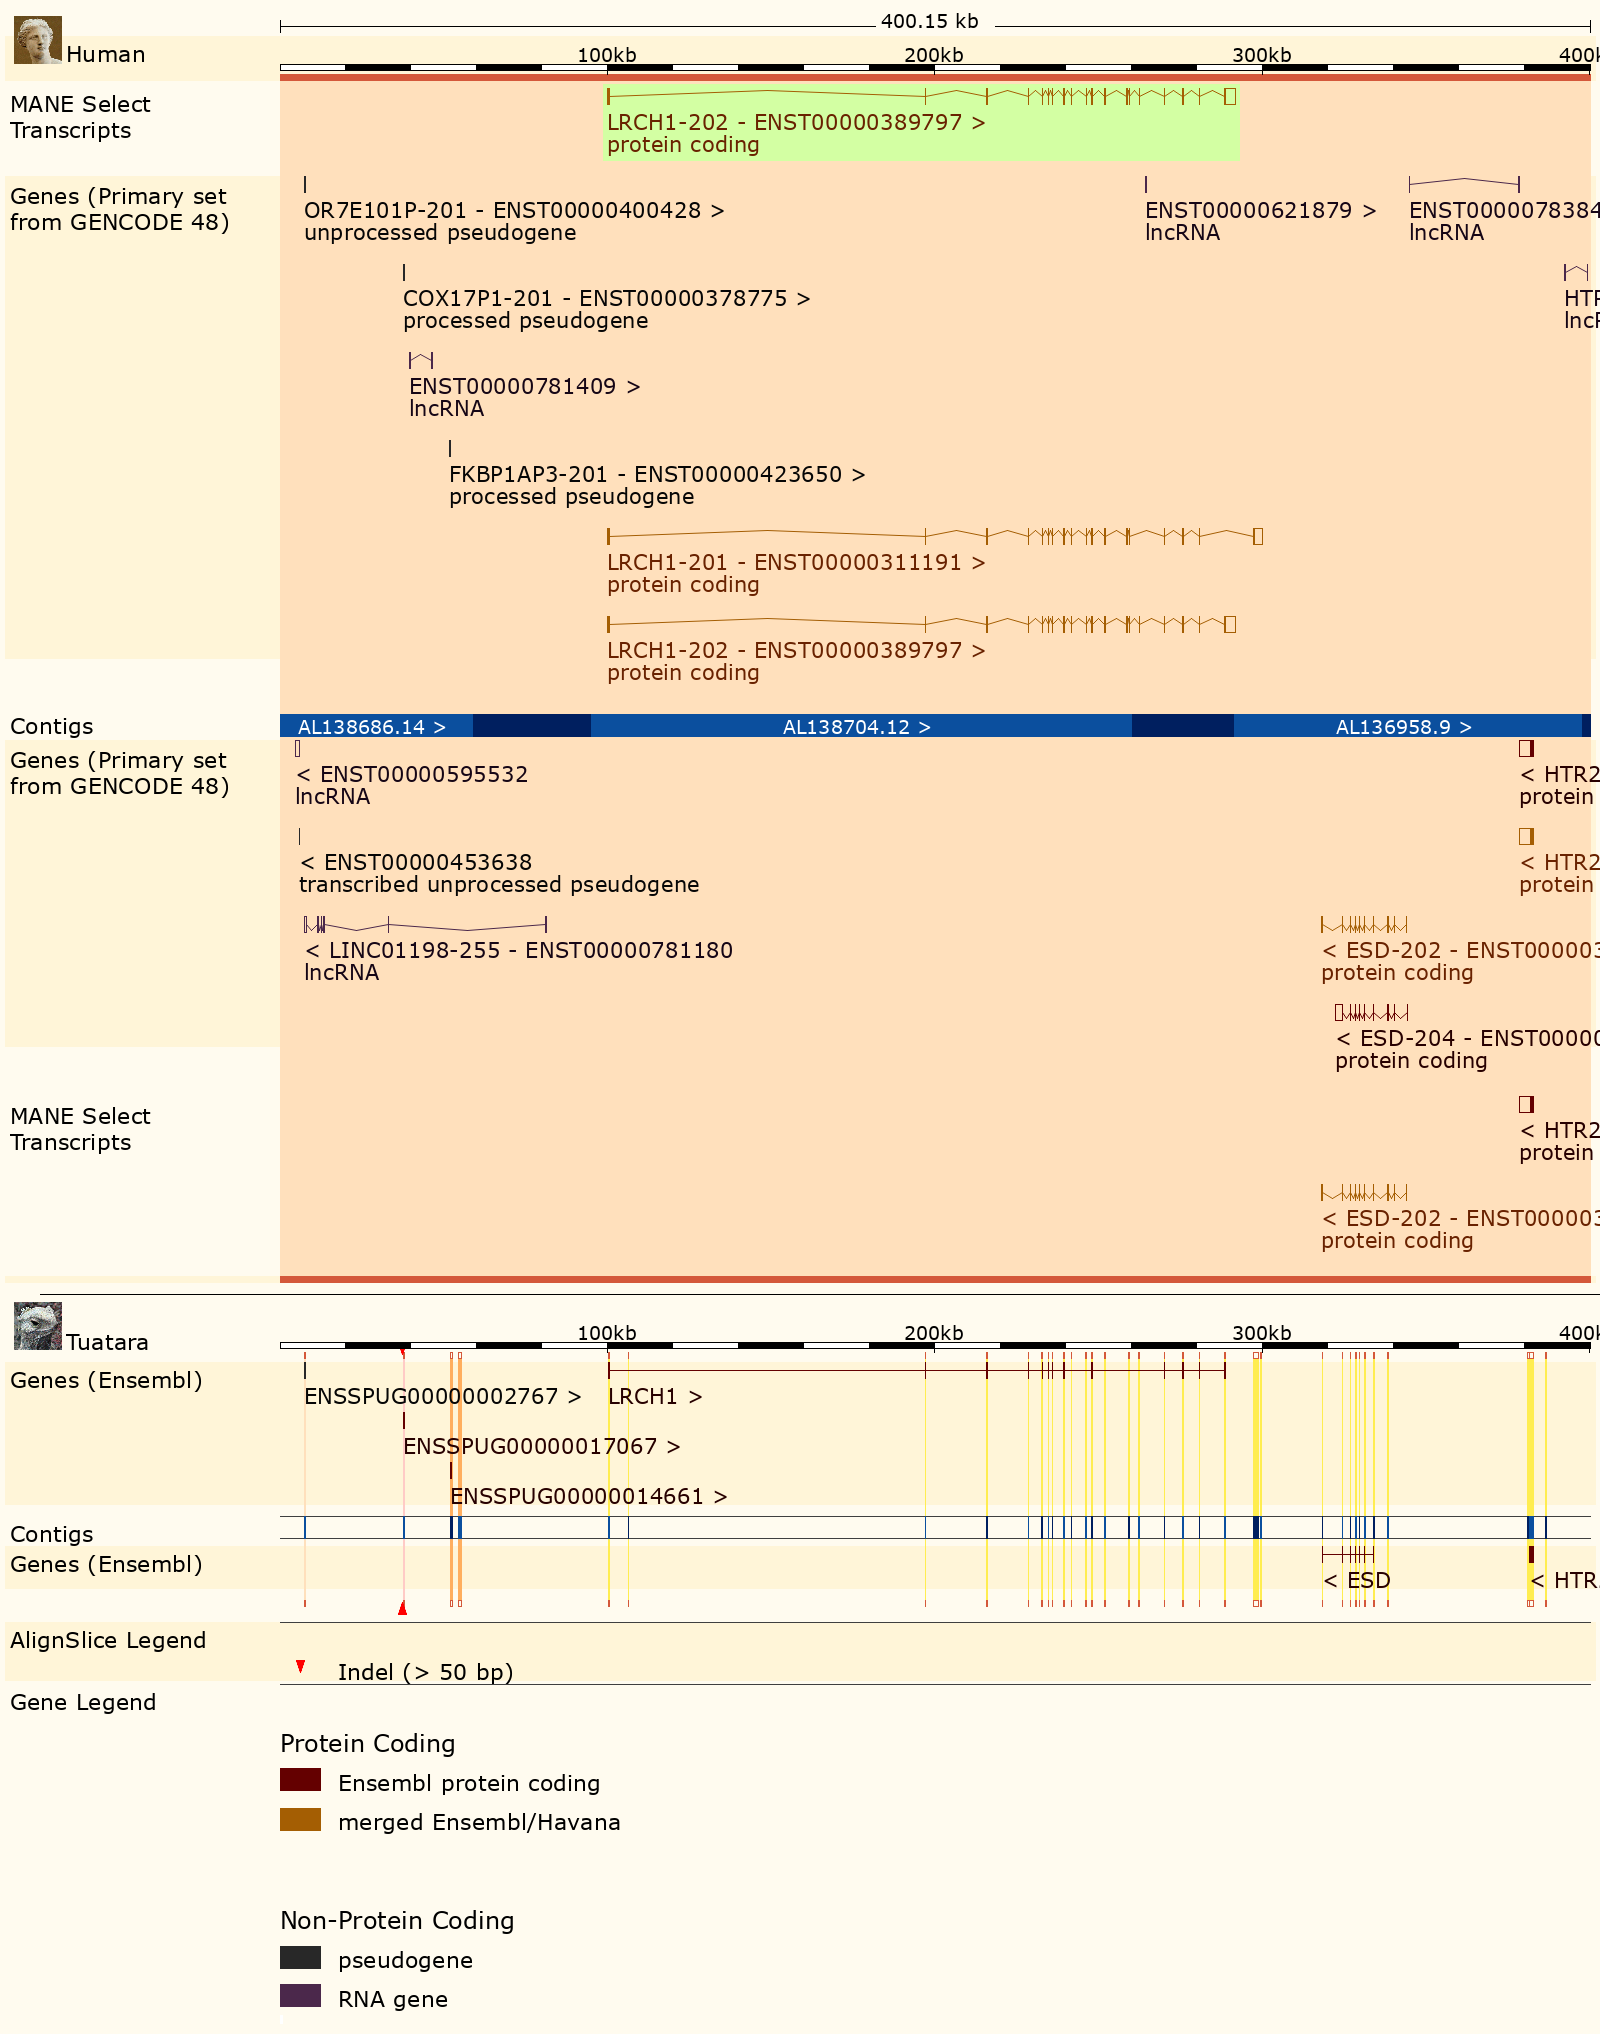 400.15 kb
Human
100kb 200kb 300kb 400k
MANE Select
Transcripts
LRCH1-202 - ENST00000389797 >
protein coding
Genes (Primary set
from GENCODE 48)
OR7E101P-201 - ENST00000400428 > ENST00000621879 > ENST0000078384
unprocessed pseudogene lncRNA lncRNA
COX17P1-201 - ENST00000378775 >
processed pseudogene
ENST00000781409 >
lncRNA
FKBP1AP3-201 - ENST00000423650 >
processed pseudogene
LRCH1-201 - ENST00000311191 >
protein coding
LRCH1-202 - ENST00000389797 >
protein coding
Contigs
AL138686.14 > AL138704.12 > AL136958.9 >
Genes (Primary set
from GENCODE 48)
< ENST00000595532 < HTR2
lncRNA protein
< ENST00000453638 < HTR2
transcribed unprocessed pseudogene protein
< LINC01198-255 - ENST00000781180 < ESD-202 - ENST000003
lncRNA protein coding
< ESD-204 - ENST00000
protein coding
MANE Select
Transcripts
< HTR2
protein
< ESD-202 - ENST000003
protein coding
Tuatara
100kb 200kb 300kb 400k
Genes (Ensembl)
ENSSPUG00000002767 > LRCH1 >
ENSSPUG00000017067 >
ENSSPUG00000014661 >
Contigs
Genes (Ensembl)
< ESD < HTR
AlignSlice Legend
Indel (> 50 bp)
Gene Legend
Protein Coding
Ensembl protein coding
merged Ensembl/Havana
Non-Protein Coding
pseudogene
RNA gene